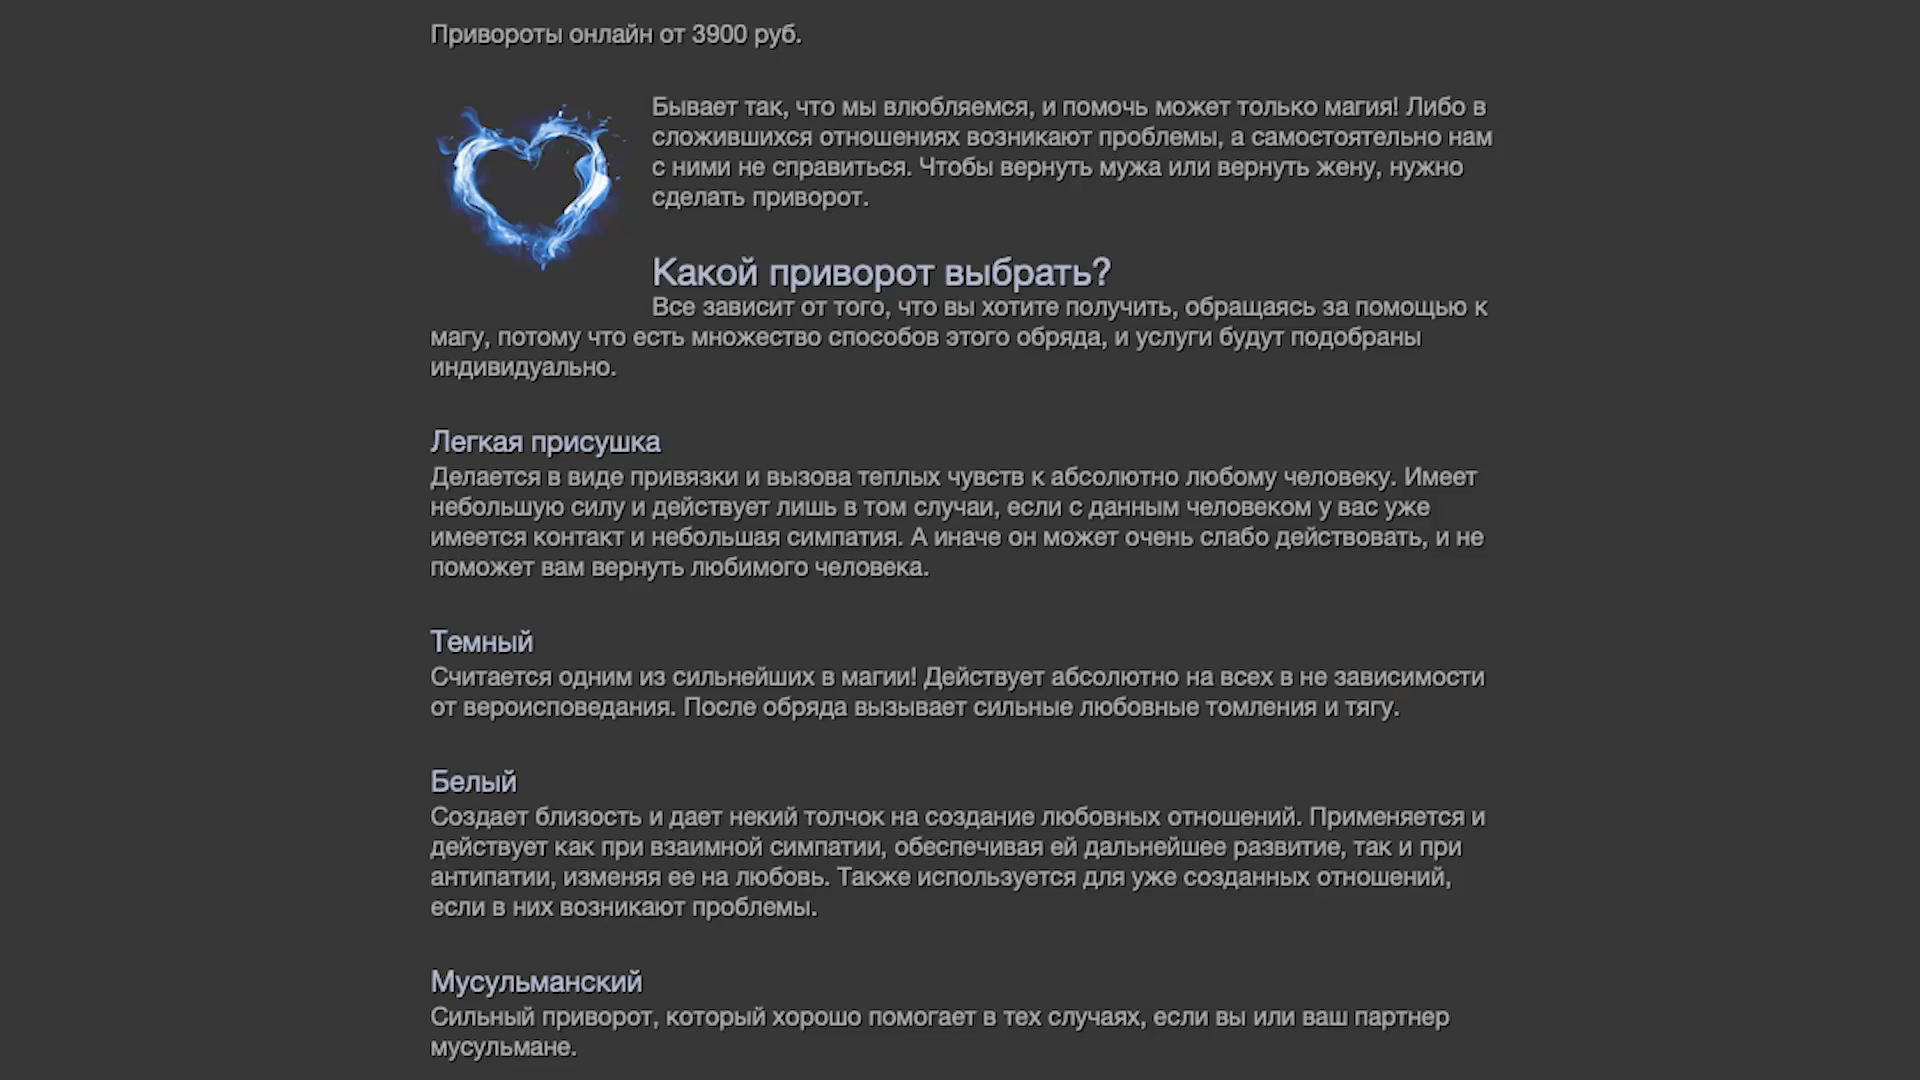 Привороты онлайн от 3900 руб.
Бывает так, что мы влюбляемся, и помочь может только магия! Либо в
сложившихся отношениях возникают проблемы, а самостоятельно нам
с ними не справиться. Чтобы вернуть мужа или вернуть жену, нужно
сделать приворот.
Какой приворот выбрать?
Все зависит от того, что вы хотите получить, обращаясь за помощью к
магу, потому что есть множество способов этого обряда, и услуги будут подобраны
индивидуально.
Легкая присушка
Делается в виде привязки и вызова теплых чувств к абсолютно любому человеку. Имеет
небольшую силу и действует лишь в том случаи, если с данным человеком у вас уже
имеется контакт и небольшая симпатия. А иначе он может очень слабо действовать, и не
поможет вам вернуть любимого человека.
Темный
Считается одним из сильнейших в магии! Действует абсолютно на всех в не зависимости
от вероисповедания. После обряда вызывает сильные любовные томления и тягу.
Белый
Создает близость и дает некий толчок на создание любовных отношений. Применяется и
действует как при взаимной симпатии, обеспечивая ей дальнейшее развитие, так и при
антипатии, изменяя ее на любовь. Также используется для уже созданных отношений,
если в них возникают проблемы.
Мусульманский
Сильный приворот, который хорошо помогает в тех случаях, если вы или ваш партнер
мусульмане.